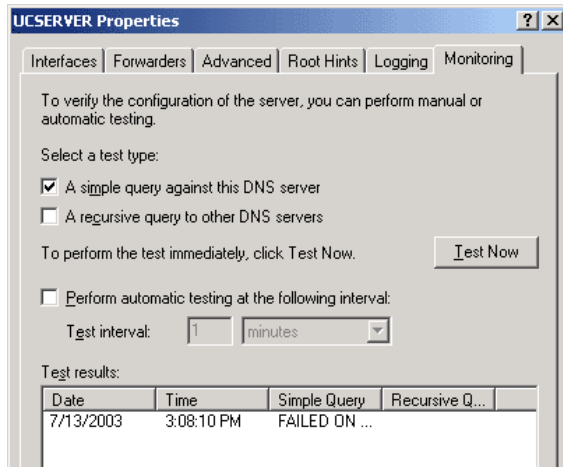 UCSERVER Properties
Interfaces Forwarders Advanced Root Hints Logging Monitoring
To verify the configuration of the server, you can perform manual or
automatic testing.
Select a test type:
A simple query against this DNS server
A recursive query to other DNS servers
To perform the test immediately, click Test Now. Test Now
Perform automatic testing at the following interval:
Test interval: 1 minutes
Test results:
Date Time Simple Query Recursive Q...
7/13/2003 3:08:10 PM FAILED ON ...